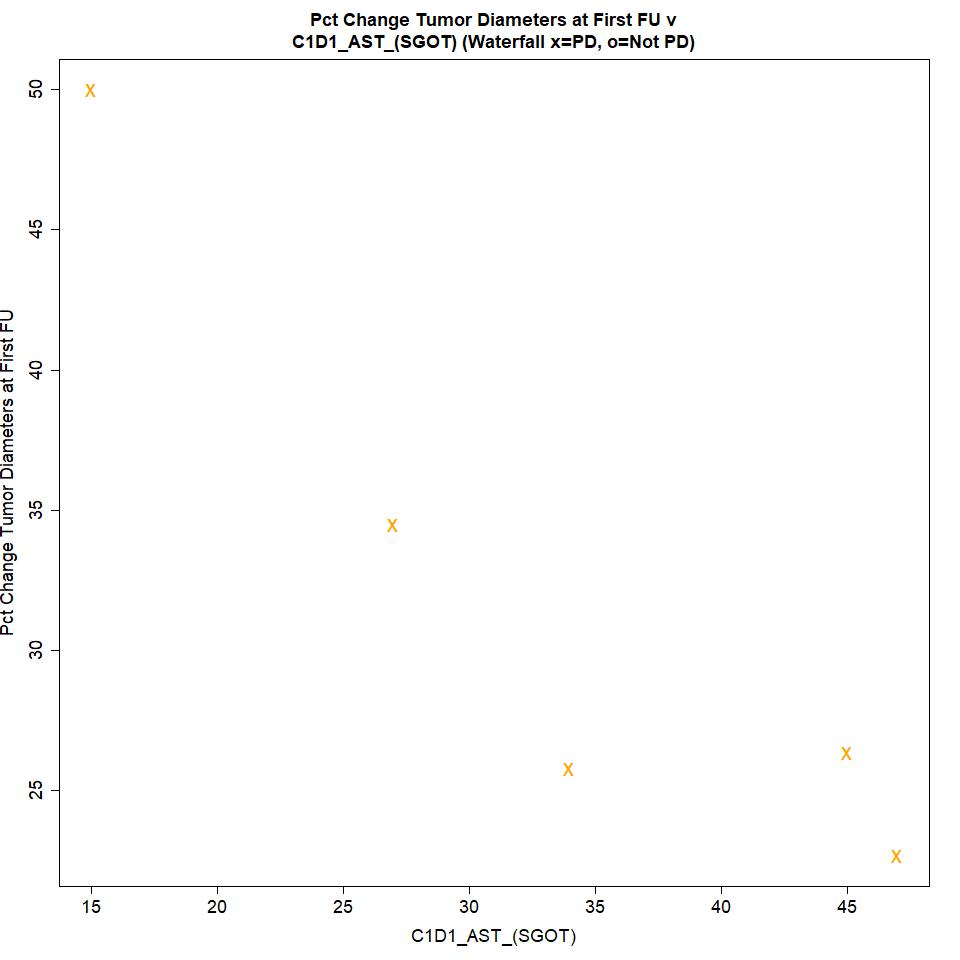 Pct Change Tumor Diameters at First FU v
C1D1_AST_(SGOT) (Waterfall x=PD, o=Not PD)
Pct Change Tumor Diameters at First FU
50
45
40
35
30
25
X
X
X
X
X
15
20
25
30
35
40
45
C1D1_AST_(SGOT)